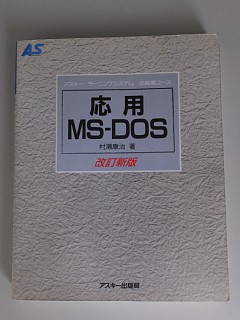 AS
アスキー ラーニングシステム 応用コース
応用
MS-DOS
村瀬康治 著
改訂新版
アスキー出版局